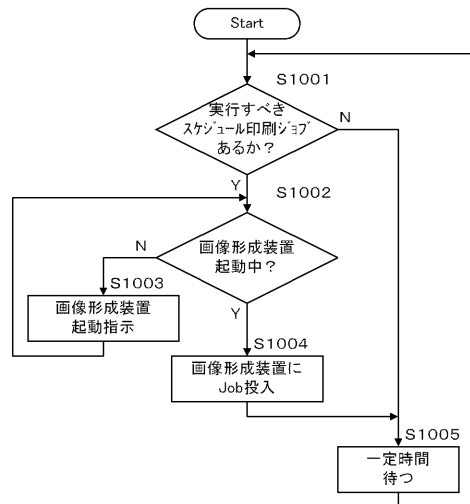 Start
S1001
実行すべき
スケジュール印刷ジョブ
あるか？
N
Y
S1002
画像形成装置
起動中？
N
S1003
画像形成装置
起動指示
Y
S1004
画像形成装置に
Job投入
S1005
一定時間
待つ